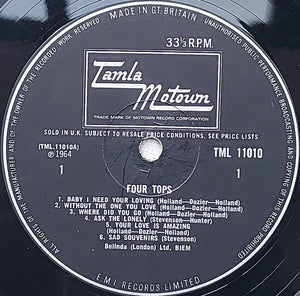 MADE IN GT. BRITAIN
33⅓ R.P.M.
Tamla
Motown
TRADE MARK OF MOTOWN RECORD CORPORATION
SOLD IN U.K. SUBJECT TO RESALE PRICE CONDITIONS, SEE PRICE LISTS
(TML.11010A)
℗1964
TML 11010
1
1
FOUR TOPS
1. BABY I NEED YOUR LOVING (Holland—Dozier—Holland)
2. WITHOUT THE ONE YOU LOVE (Holland—Dozier—Holland)
3. WHERE DID YOU GO (Holland—Dozier—Holland)
4. ASK THE LONELY (Stevenson—Hunter)
5. YOUR LOVE IS AMAZING
(Holland—Dozier—Holland)
6. SAD SOUVENIRS (Stevenson)
Belinda (London) Ltd. BIEM
E.M.I. RECORDS LIMITED
ALL RIGHTS OF THE MANUFACTURER AND OF THE OWNER OF THE RECORDED WORK RESERVED
UNAUTHORISED PUBLIC PERFORMANCE BROADCASTING AND COPYING OF THIS RECORD PROHIBITED